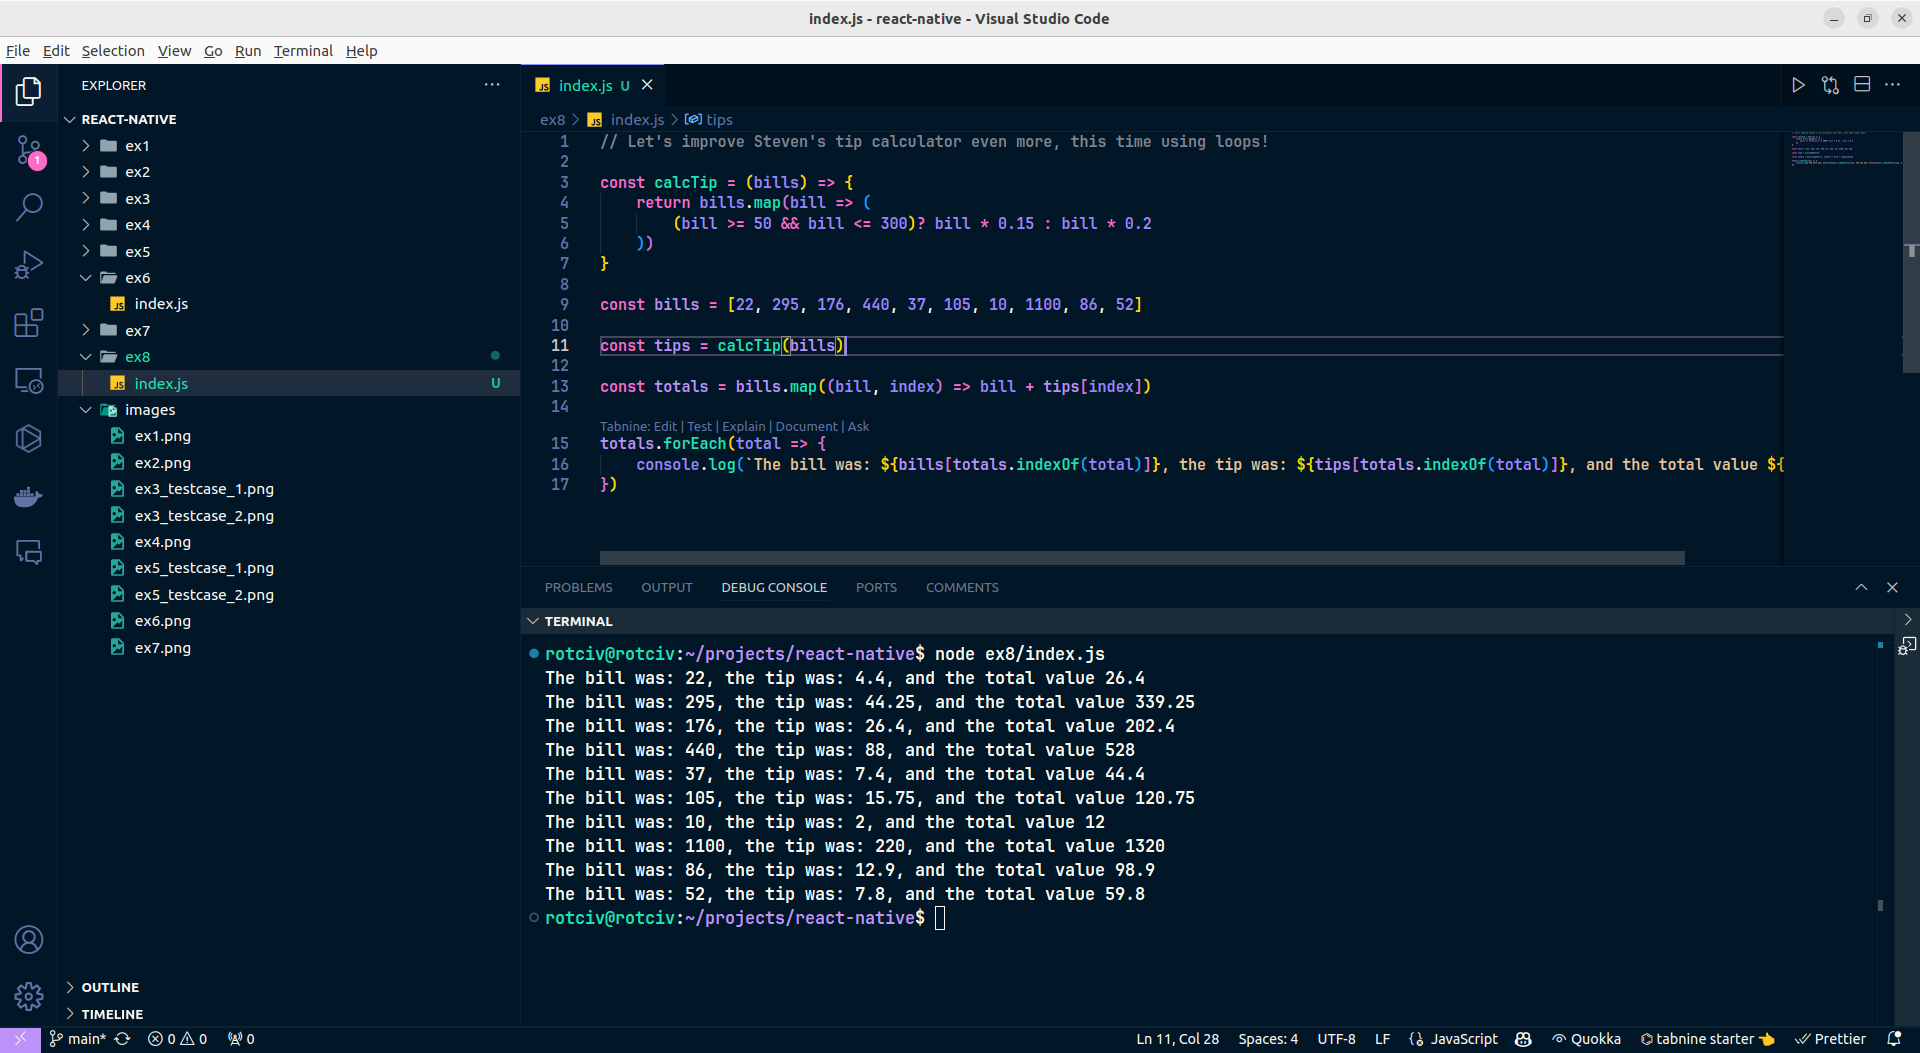 index.js - react-native - Visual Studio Code
File Edit Selection View Go Run Terminal Help
EXPLORER
REACT-NATIVE
ex1
ex2
ex3
ex4
ex5
ex6
index.js
ex7
ex8
index.js U
images
ex1.png
ex2.png
ex3_testcase_1.png
ex3_testcase_2.png
ex4.png
ex5_testcase_1.png
ex5_testcase_2.png
ex6.png
ex7.png
OUTLINE
TIMELINE
1
JS index.js U
ex8 > JS index.js > tips
1 // Let's improve Steven's tip calculator even more, this time using loops!
2
3 const calcTip = (bills) => {
4 return bills.map(bill => (
5 (bill >= 50 && bill <= 300)? bill * 0.15 : bill * 0.2
6 ))
7 }
8
9 const bills = [22, 295, 176, 440, 37, 105, 10, 1100, 86, 52]
10
11 const tips = calcTip(bills)
12
13 const totals = bills.map((bill, index) => bill + tips[index])
14
Tabnine: Edit | Test | Explain | Document | Ask
15 totals.forEach(total => {
16 console.log(`The bill was: ${bills[totals.indexOf(total)]}, the tip was: ${tips[totals.indexOf(total)]}, and the total value ${
17 })
PROBLEMS OUTPUT DEBUG CONSOLE PORTS COMMENTS
TERMINAL
rotciv@rotciv:~/projects/react-native$ node ex8/index.js
The bill was: 22, the tip was: 4.4, and the total value 26.4
The bill was: 295, the tip was: 44.25, and the total value 339.25
The bill was: 176, the tip was: 26.4, and the total value 202.4
The bill was: 440, the tip was: 88, and the total value 528
The bill was: 37, the tip was: 7.4, and the total value 44.4
The bill was: 105, the tip was: 15.75, and the total value 120.75
The bill was: 10, the tip was: 2, and the total value 12
The bill was: 1100, the tip was: 220, and the total value 1320
The bill was: 86, the tip was: 12.9, and the total value 98.9
The bill was: 52, the tip was: 7.8, and the total value 59.8
rotciv@rotciv:~/projects/react-native$
main* 0 0 0 Ln 11, Col 28 Spaces: 4 UTF-8 LF {} JavaScript Quokka tabnine starter Prettier